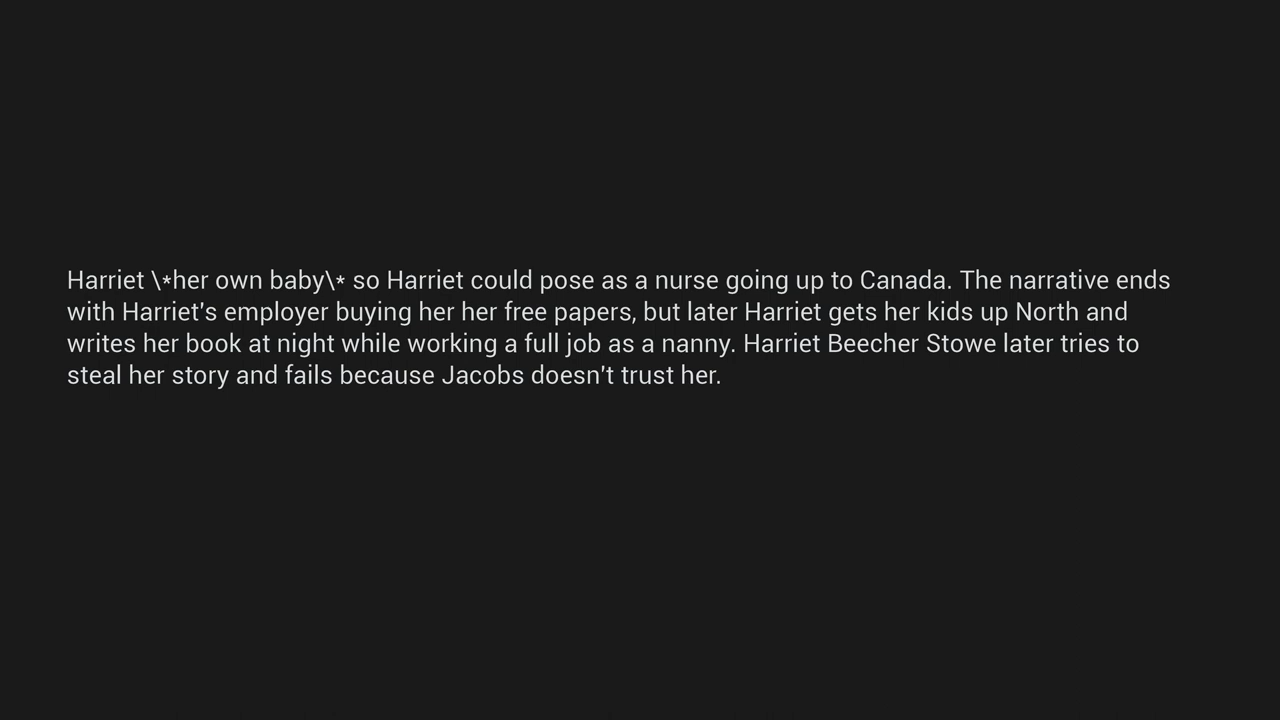 Harriet \*her own baby\* so Harriet could pose as a nurse going up to Canada. The narrative ends
with Harriet's employer buying her her free papers, but later Harriet gets her kids up North and
writes her book at night while working a full job as a nanny. Harriet Beecher Stowe later tries to
steal her story and fails because Jacobs doesn't trust her.